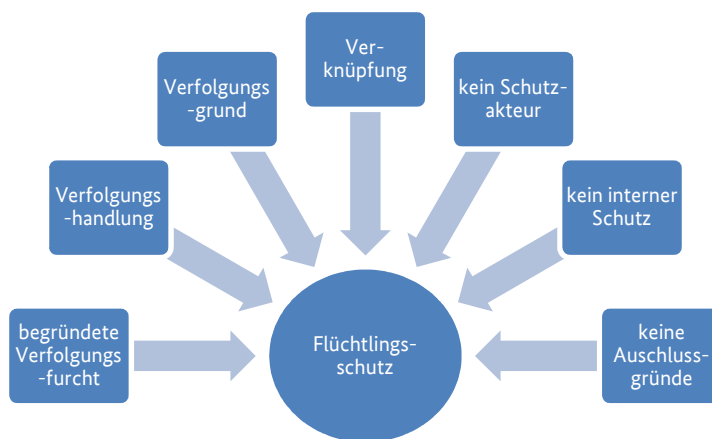 begründete
Verfolgungs
-furcht
Verfolgungs
-handlung
Verfolgungs
-grund
Ver-
knüpfung
kein Schutz-
akteur
kein interner
Schutz
keine
Auschluss-
gründe
Flüchtlings-
schutz